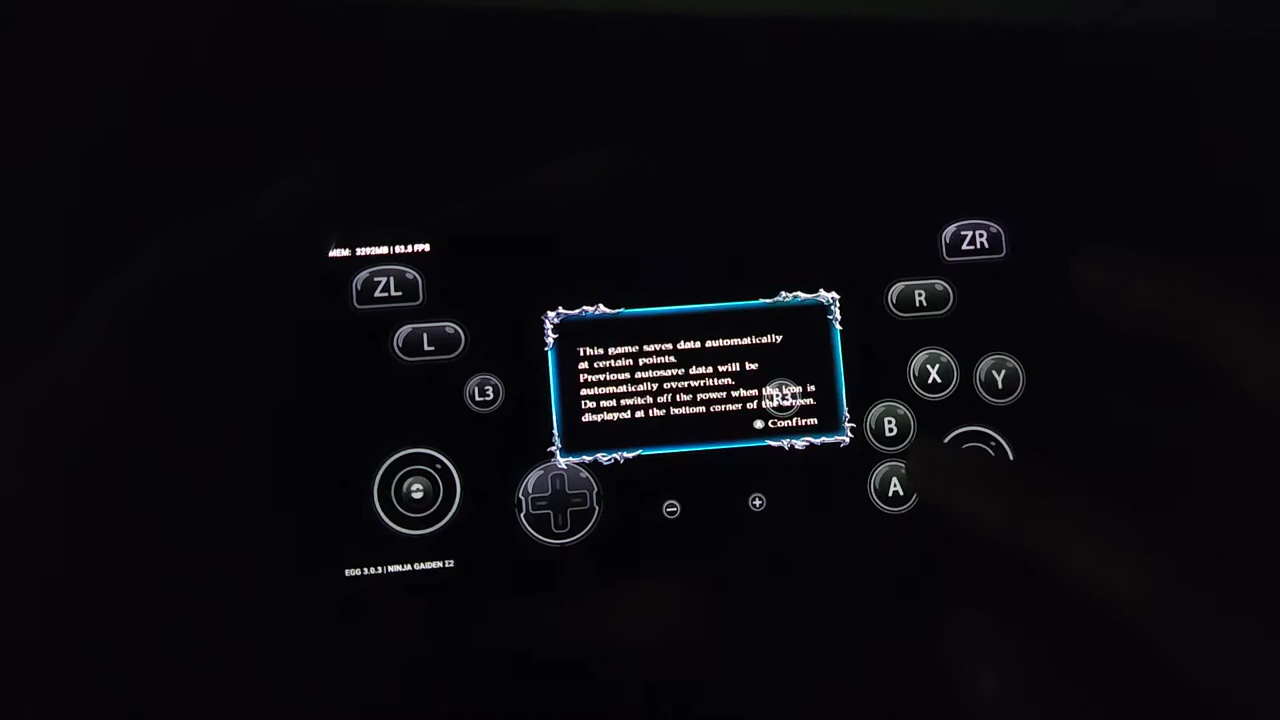 MEM: 3292MB | 53.8 FPS
ZL
ZR
L
R
L3
This game saves data automatically
at certain points.
Previous autosave data will be
automatically overwritten.
Do not switch off the power when the icon is
displayed at the bottom corner of the screen.
R3
A Confirm
X
Y
B
A
EGG 3.0.3 | NINJA GAIDEN Σ2